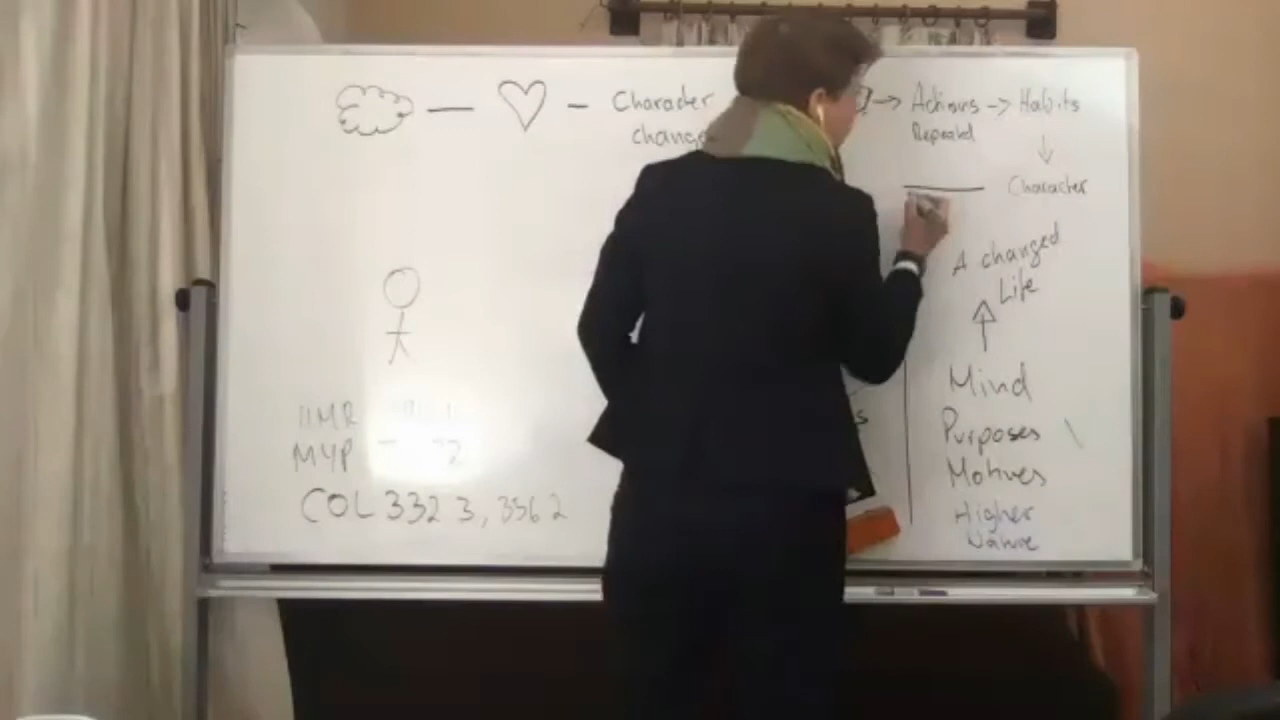 Character
change
Actions -> Habits
Repeated
Character
A changed
Life
Mind
Purposes
Motives
Higher
Nature
MYP
COL 332 3, 356 2